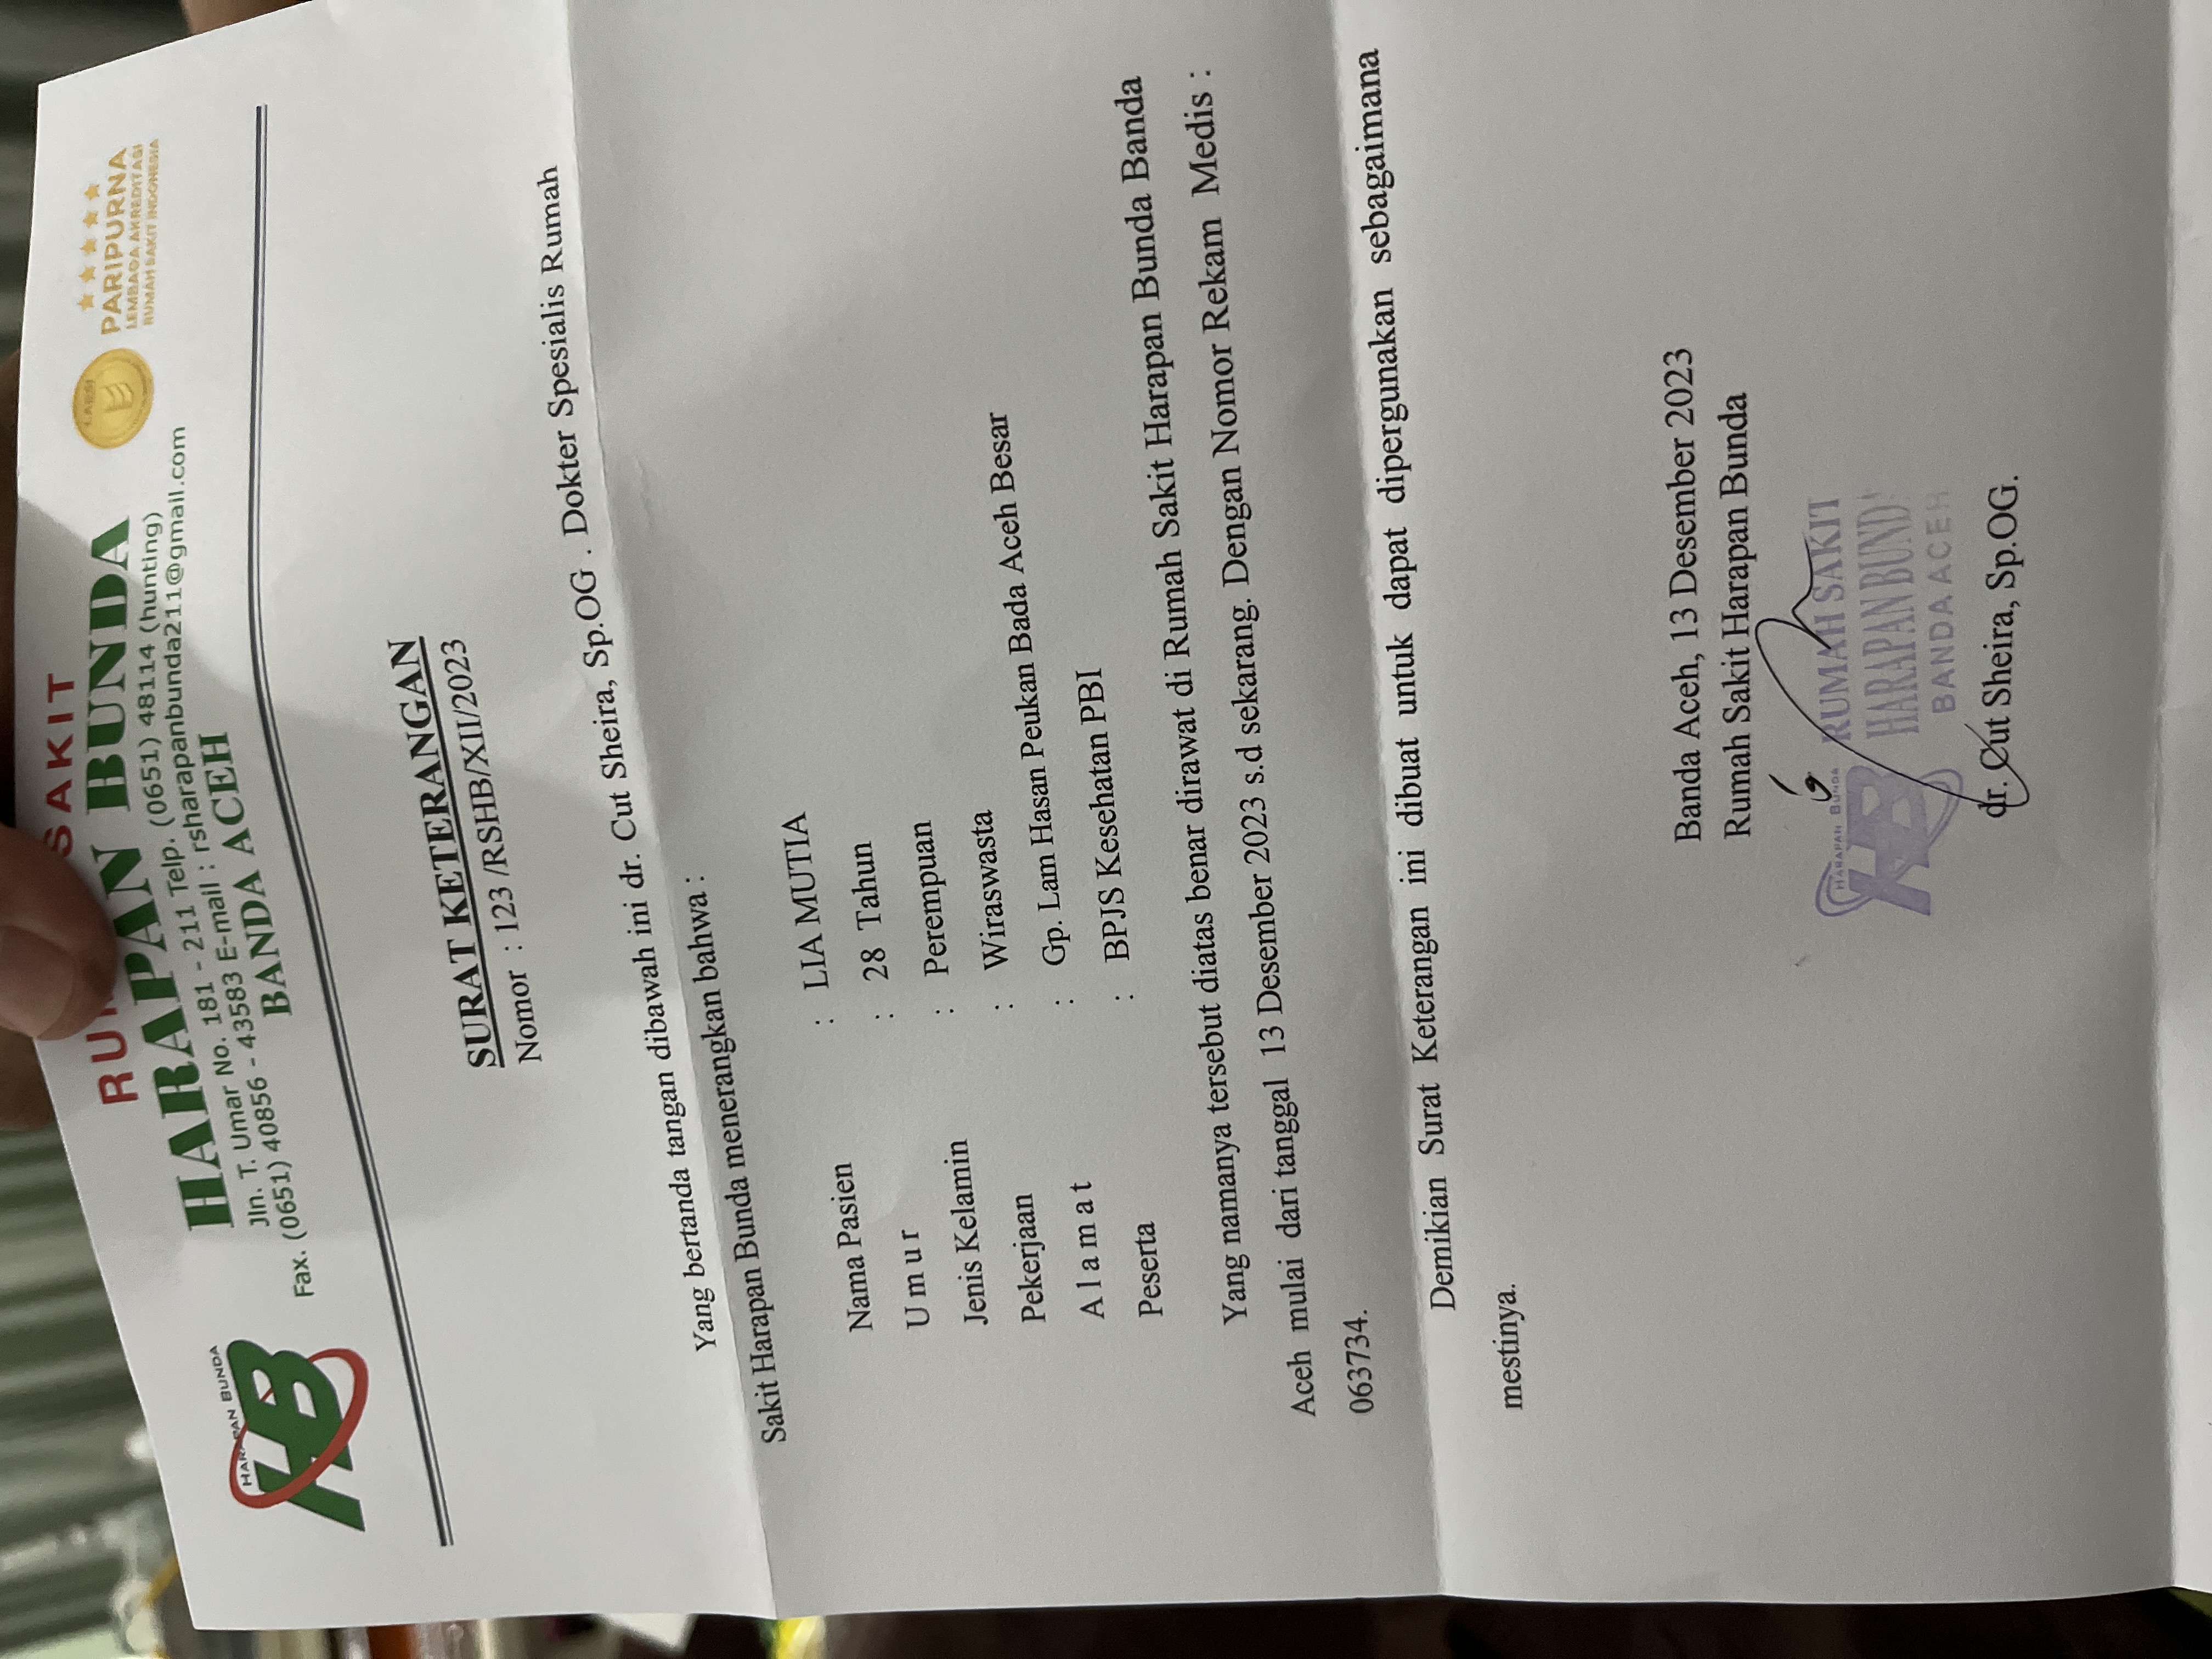 SAKIT
HARAPAN BUNDA
Jln. T. Umar No. 181 - 211 Telp. (0651) 48114 (hunting)
Fax. (0651) 40856 - 43583 E-mail : rsharapanbunda211@gmail.com
BANDA ACEH
HARAPAN BUNDA
HB
PARIPURNA
LEMBAGA AKREDITASI
RUMAH SAKIT INDONESIA
SURAT KETERANGAN
Nomor : 123 /RSHB/XII/2023
Yang bertanda tangan dibawah ini dr. Cut Sheira, Sp.OG . Dokter Spesialis Rumah
Sakit Harapan Bunda menerangkan bahwa :
Nama Pasien : LIA MUTIA
U m u r : 28 Tahun
Jenis Kelamin : Perempuan
Pekerjaan : Wiraswasta
A l a m a t : Gp. Lam Hasan Peukan Bada Aceh Besar
Peserta : BPJS Kesehatan PBI
Yang namanya tersebut diatas benar dirawat di Rumah Sakit Harapan Bunda Banda
Aceh mulai dari tanggal 13 Desember 2023 s.d sekarang. Dengan Nomor Rekam Medis :
063734.
Demikian Surat Keterangan ini dibuat untuk dapat dipergunakan sebagaimana
mestinya.
Banda Aceh, 13 Desember 2023
Rumah Sakit Harapan Bunda
HARAPAN BUNDA
HB
RUMAH SAKIT
HARAPAN BUNDA
BANDA ACEH
dr. Cut Sheira, Sp.OG.